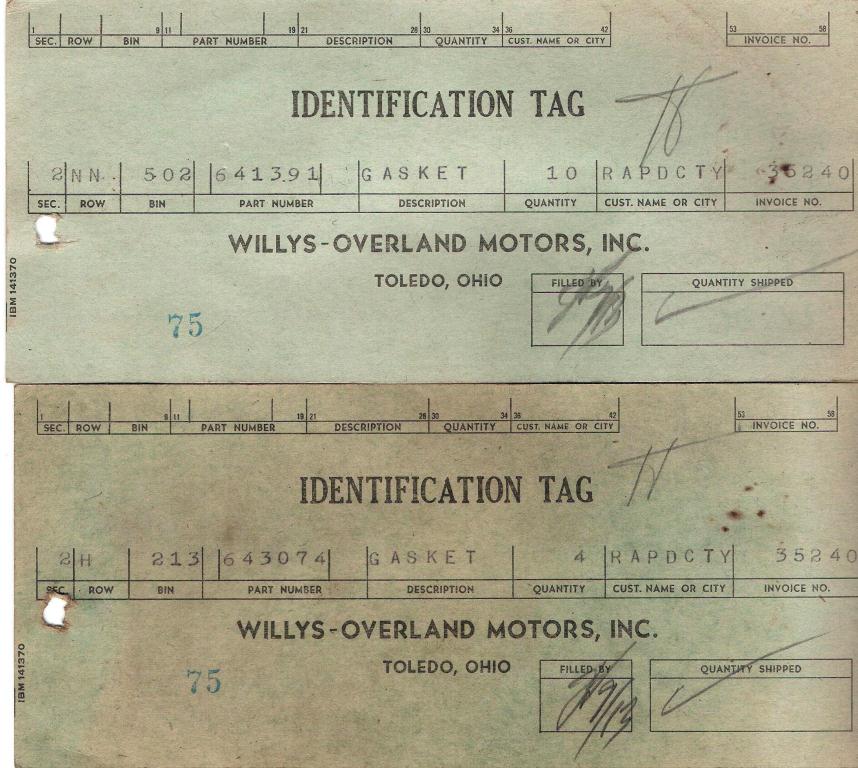 1 9 11 19 21 28 30 34 36 42 53 58
SEC. ROW BIN PART NUMBER DESCRIPTION QUANTITY CUST. NAME OR CITY INVOICE NO.
IDENTIFICATION TAG
2 NN. 502 641391 GASKET 10 RAPDCTY 35240
SEC. ROW BIN PART NUMBER DESCRIPTION QUANTITY CUST. NAME OR CITY INVOICE NO.
WILLYS-OVERLAND MOTORS, INC.
TOLEDO, OHIO FILLED BY QUANTITY SHIPPED
75
IBM 141370
1 9 11 19 21 28 30 34 36 42 53 58
SEC. ROW BIN PART NUMBER DESCRIPTION QUANTITY CUST. NAME OR CITY INVOICE NO.
IDENTIFICATION TAG
2 H 213 643074 GASKET 4 RAPDCTY 35240
SEC. ROW BIN PART NUMBER DESCRIPTION QUANTITY CUST. NAME OR CITY INVOICE NO.
WILLYS-OVERLAND MOTORS, INC.
TOLEDO, OHIO FILLED BY QUANTITY SHIPPED
75
IBM 141370